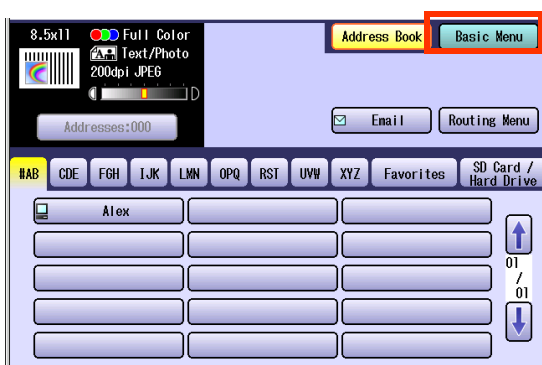 8.5x11 Full Color
Text/Photo
200dpi JPEG
Addresses:000
Address Book
Basic Menu
Email
Routing Menu
#AB CDE FGH IJK LMN OPQ RST UVW XYZ Favorites SD Card /
Hard Drive
Alex
01
/
01